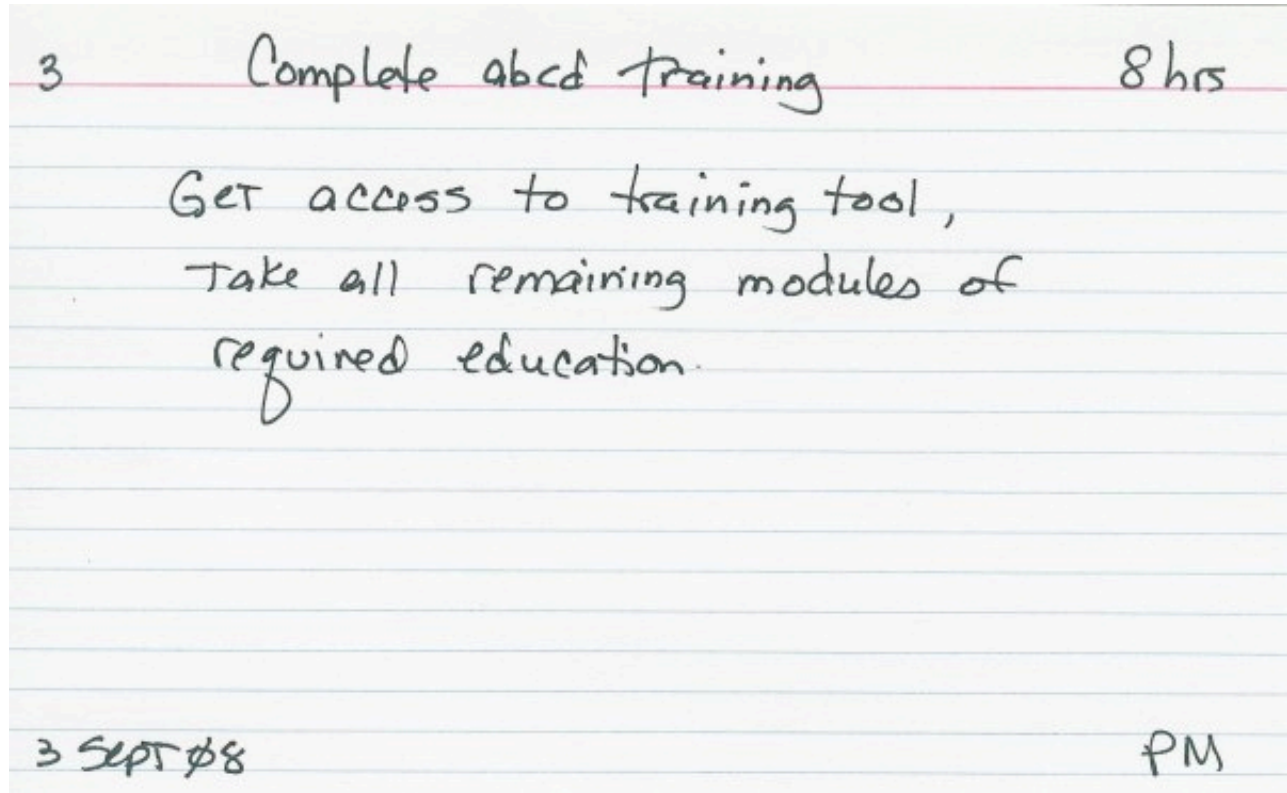 3 Complete abcd training 8 hrs
Get access to training tool,
Take all remaining modules of
required education.
3 Sept 08 PM